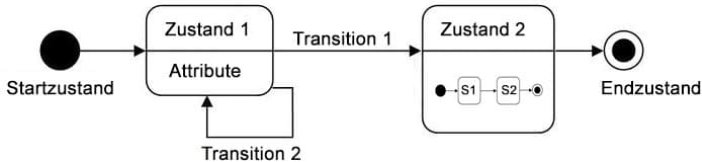 Zustand 1
Transition 1
Zustand 2
Attribute
Startzustand
S1
S2
Endzustand
Transition 2